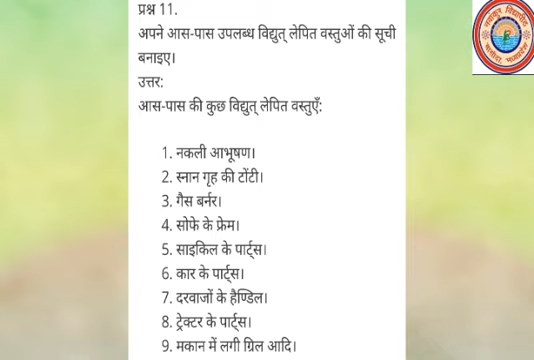 प्रश्न 11.
अपने आस-पास उपलब्ध विद्युत् लेपित वस्तुओं की सूची
बनाइए।
उत्तर:
आस-पास की कुछ विद्युत् लेपित वस्तुएँ:
1. नकली आभूषण।
2. स्नान गृह की टोंटी।
3. गैस बर्नर।
4. सोफे के फ्रेम।
5. साइकिल के पार्ट्स।
6. कार के पार्ट्स।
7. दरवाजों के हैण्डिल।
8. ट्रेक्टर के पार्ट्स।
9. मकान में लगी ग्रिल आदि।